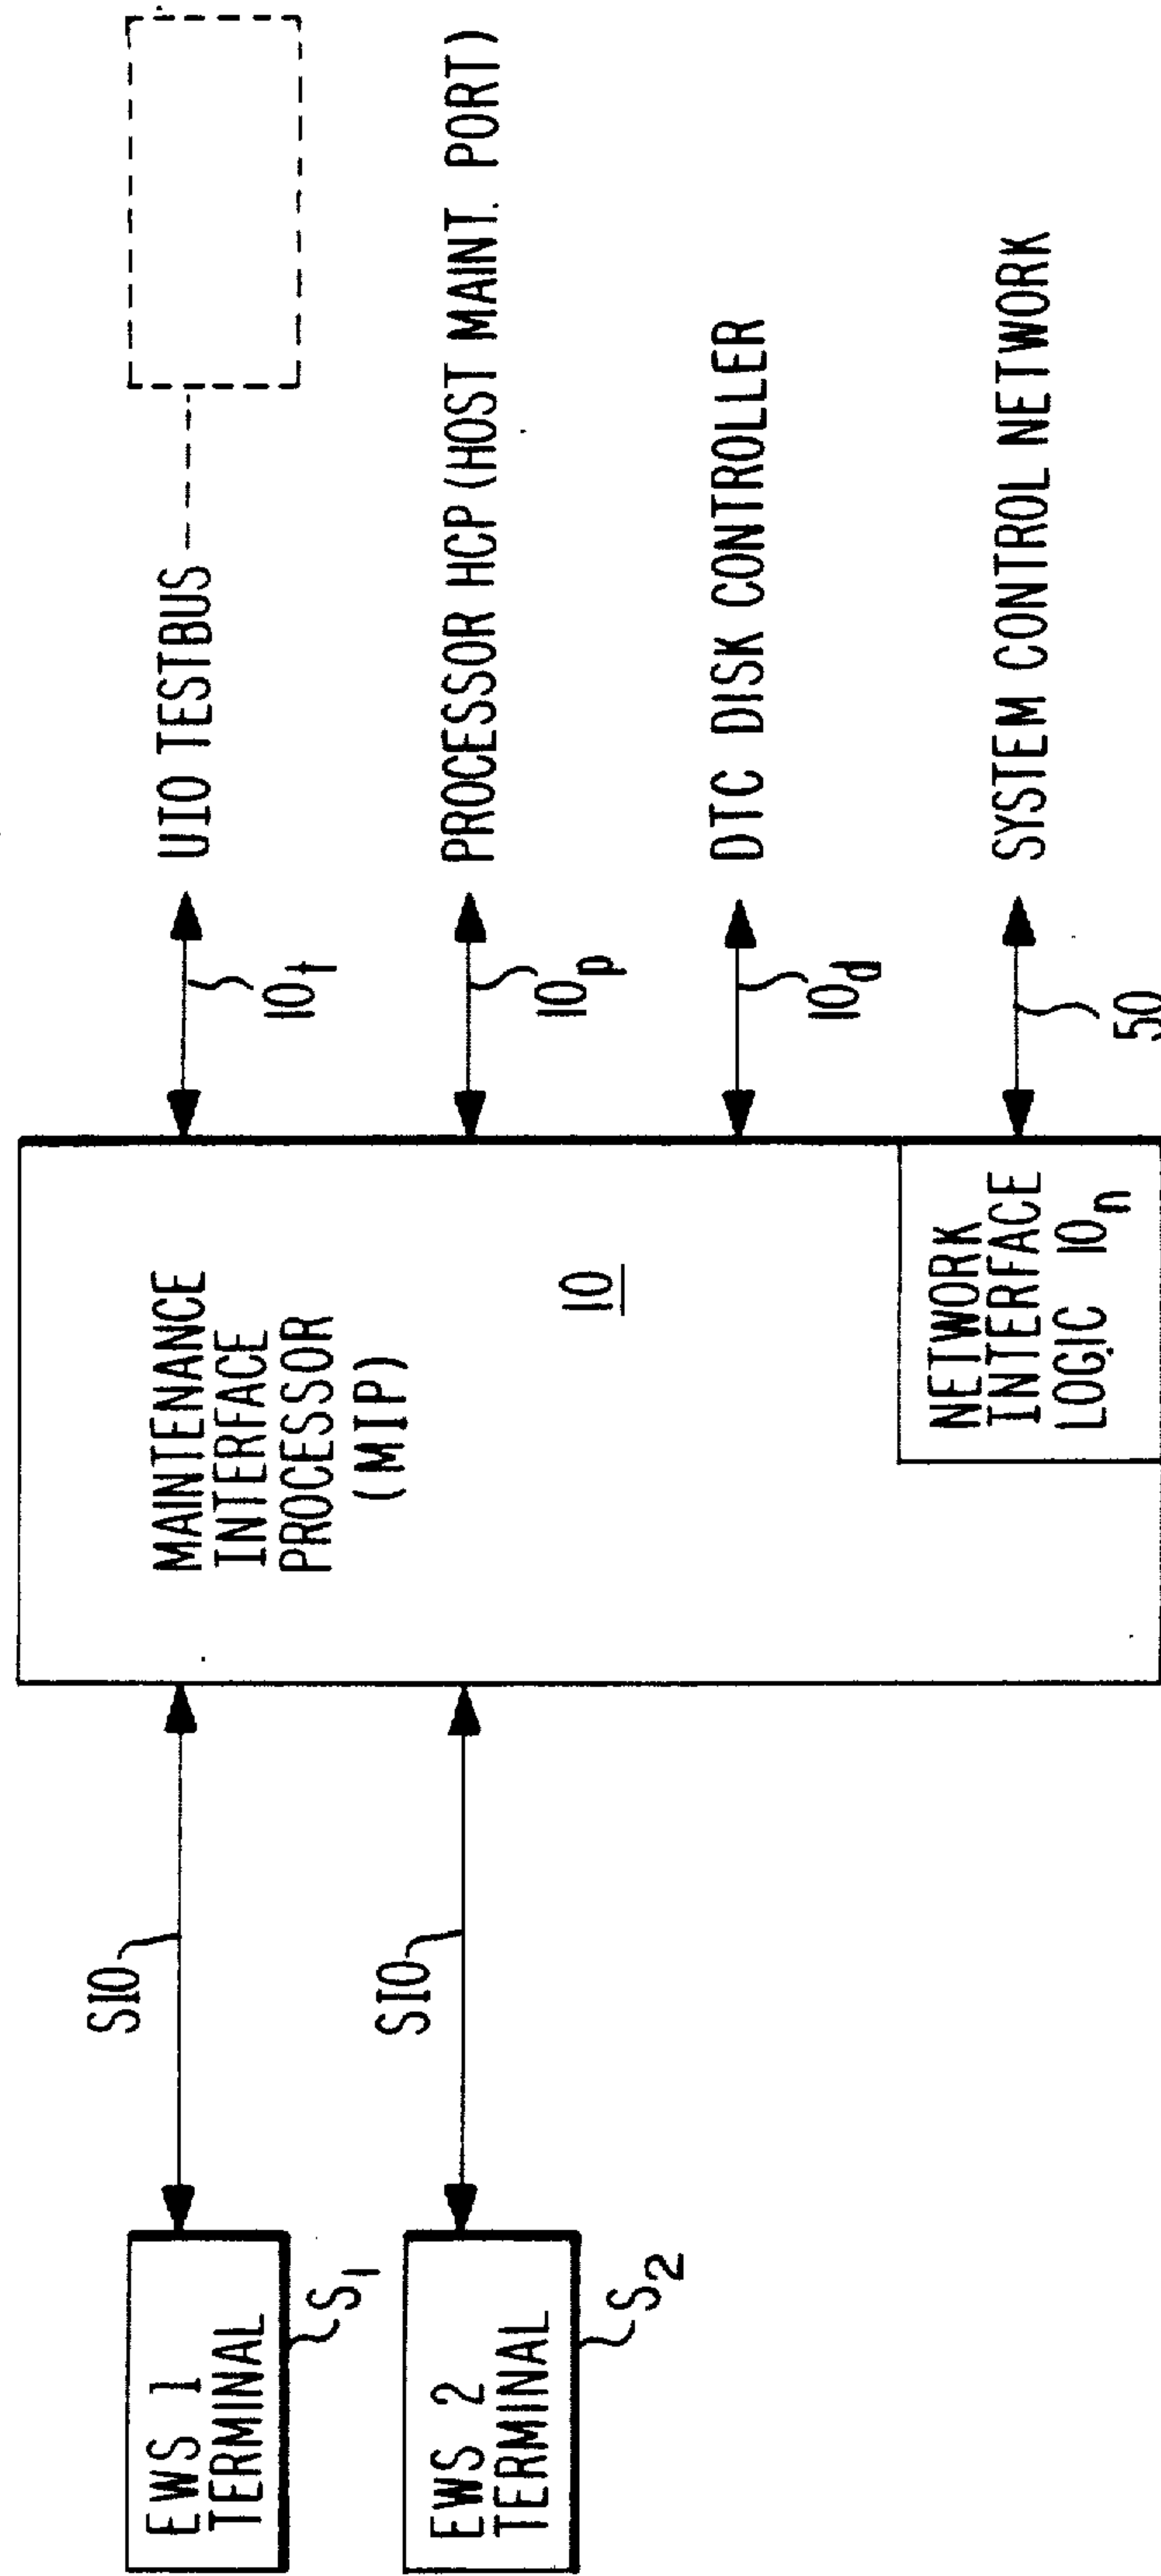 EWS 1
TERMINAL
S1
EWS 2
TERMINAL
S2
SIO
SIO
MAINTENANCE
INTERFACE
PROCESSOR
(MIP)
10
NETWORK
INTERFACE
LOGIC 10n
10t
10p
10d
50
UIO TESTBUS
PROCESSOR HCP (HOST MAINT. PORT)
DTC DISK CONTROLLER
SYSTEM CONTROL NETWORK